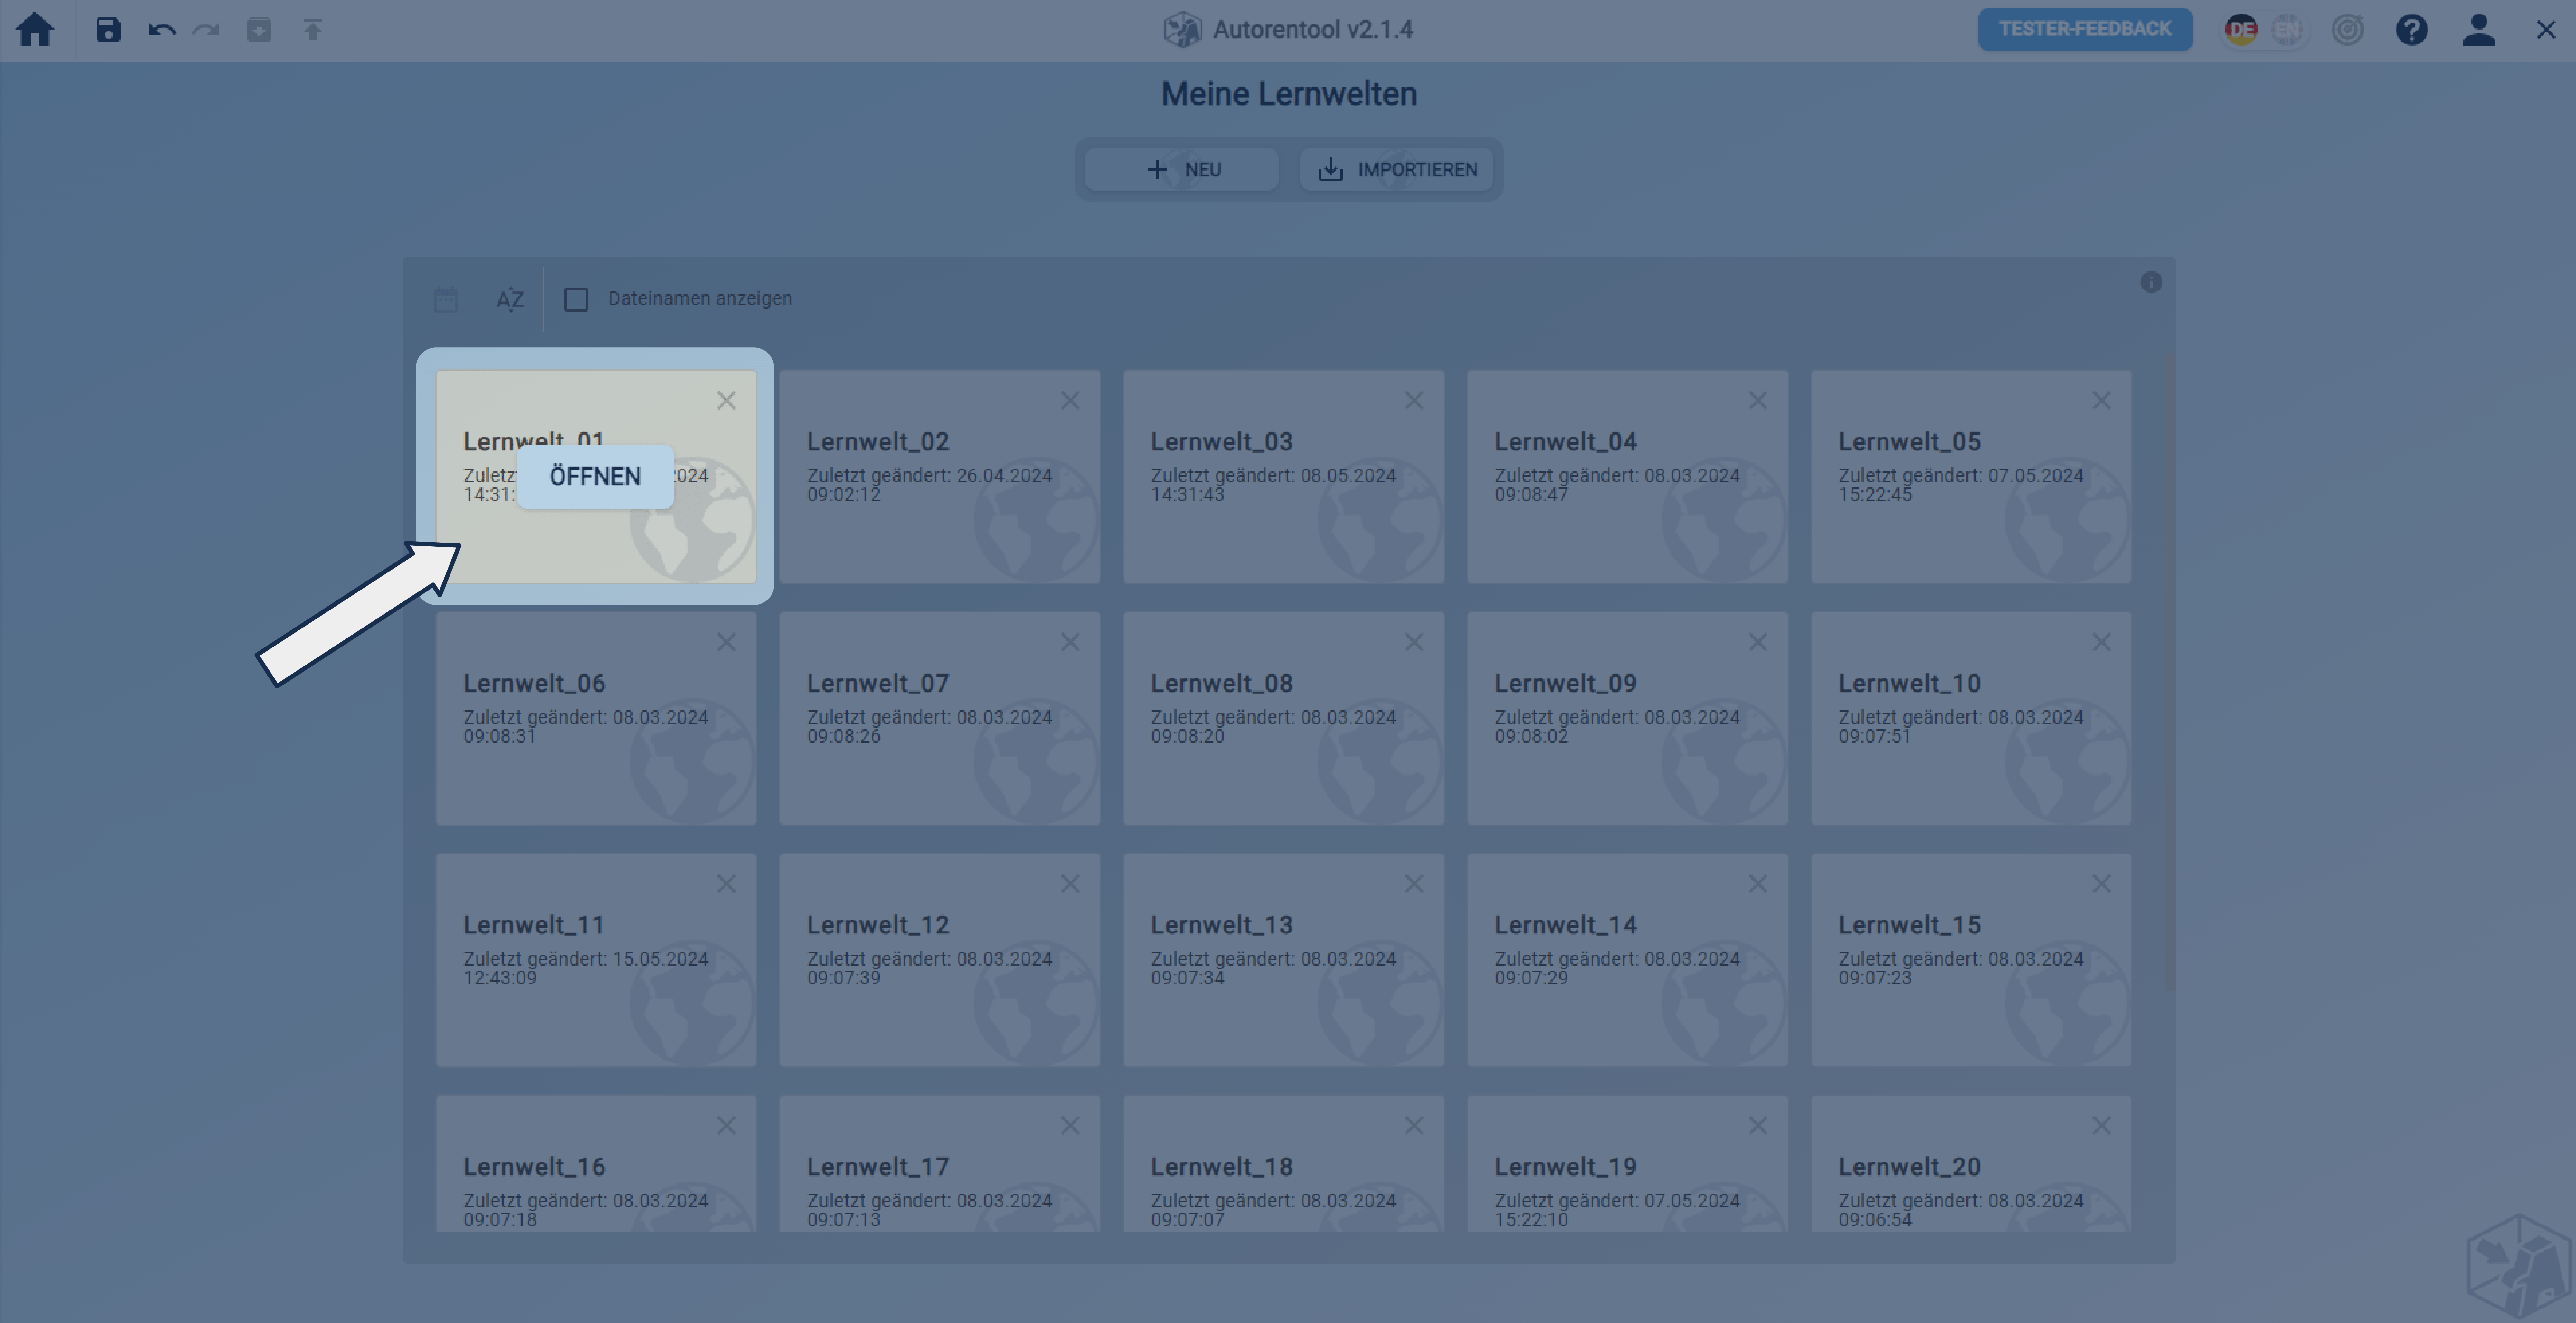 Autorentool v2.1.4
TESTER-FEEDBACK
DE
EN
Meine Lernwelten
NEU
IMPORTIEREN
AZ
Dateinamen anzeigen
Lernwelt_01
ÖFFNEN
Lernwelt_02
Zuletzt geändert: 26.04.2024
09:02:12
Lernwelt_03
Zuletzt geändert: 08.05.2024
14:31:43
Lernwelt_04
Zuletzt geändert: 08.03.2024
09:08:47
Lernwelt_05
Zuletzt geändert: 07.05.2024
15:22:45
Lernwelt_06
Zuletzt geändert: 08.03.2024
09:08:31
Lernwelt_07
Zuletzt geändert: 08.03.2024
09:08:26
Lernwelt_08
Zuletzt geändert: 08.03.2024
09:08:20
Lernwelt_09
Zuletzt geändert: 08.03.2024
09:08:02
Lernwelt_10
Zuletzt geändert: 08.03.2024
09:07:51
Lernwelt_11
Zuletzt geändert: 15.05.2024
12:43:09
Lernwelt_12
Zuletzt geändert: 08.03.2024
09:07:39
Lernwelt_13
Zuletzt geändert: 08.03.2024
09:07:34
Lernwelt_14
Zuletzt geändert: 08.03.2024
09:07:29
Lernwelt_15
Zuletzt geändert: 08.03.2024
09:07:23
Lernwelt_16
Zuletzt geändert: 08.03.2024
09:07:18
Lernwelt_17
Zuletzt geändert: 08.03.2024
09:07:13
Lernwelt_18
Zuletzt geändert: 08.03.2024
09:07:07
Lernwelt_19
Zuletzt geändert: 07.05.2024
15:22:10
Lernwelt_20
Zuletzt geändert: 08.03.2024
09:06:54